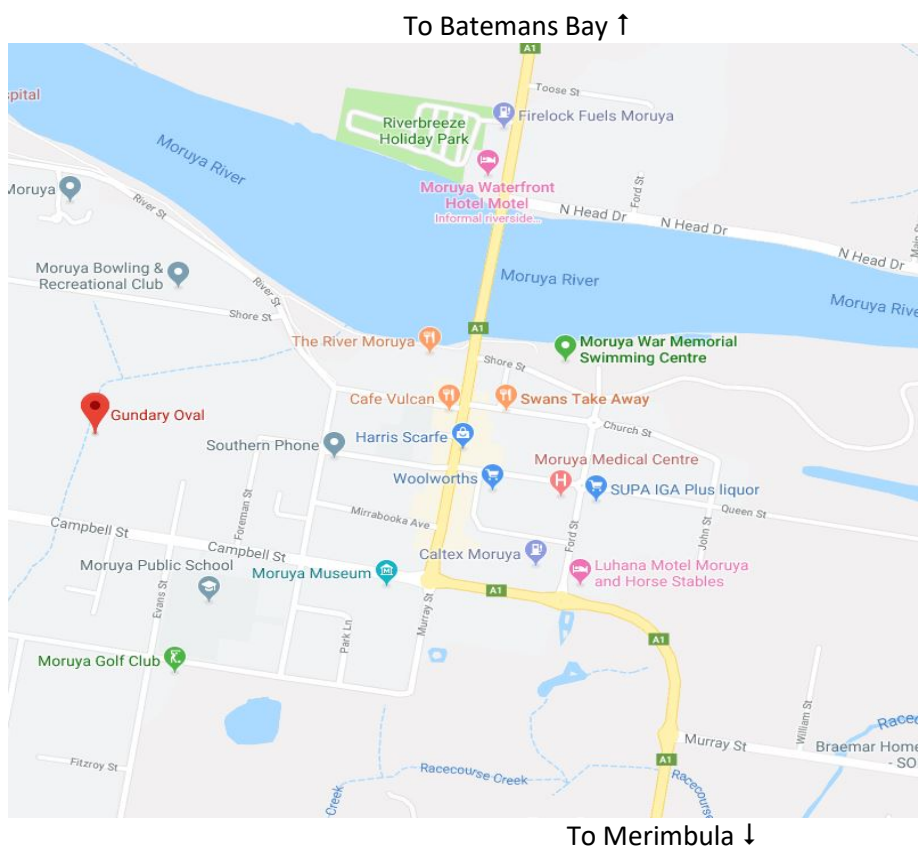 To Batemans Bay ↑
A1
Toose St
spital
Riverbreeze
Holiday Park
Firelock Fuels Moruya
Moruya River
Moruya
Moruya Waterfront
Hotel Motel
Informal riverside...
Ford St
River St
N Head Dr
N Head Dr
N Head Dr
Moruya Bowling &
Recreational Club
River St
Moruya River
Moruya Rive
Shore St
A1
The River Moruya
Moruya War Memorial
Swimming Centre
Shore St
Cafe Vulcan
Swans Take Away
Gundary Oval
Church St
Harris Scarfe
Southern Phone
Moruya Medical Centre
Woolworths
SUPA IGA Plus liquor
Foreman St
Mirrabooka Ave
Queen St
Campbell St
Ford St
John St
Campbell St
Caltex Moruya
Moruya Public School
Moruya Museum
Luhana Motel Moruya
and Horse Stables
A1
Evans St
Murray St
Park Ln.
A1
Moruya Golf Club
William St
Murray St
Raceco
Braemar Home
- SO
Fitzroy St
A1
Racecourse Creek
Racecourse
Creek
To Merimbula ↓